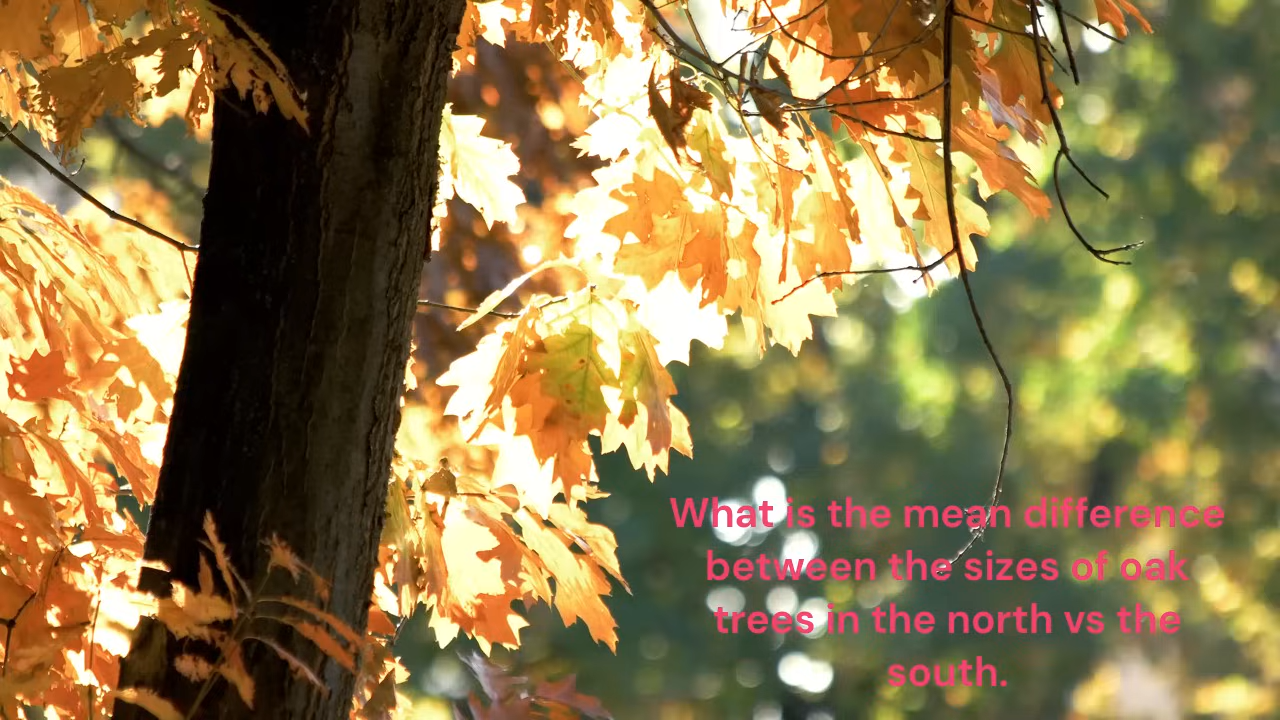 What is the mean difference
between the sizes of oak
trees in the north vs the
south.